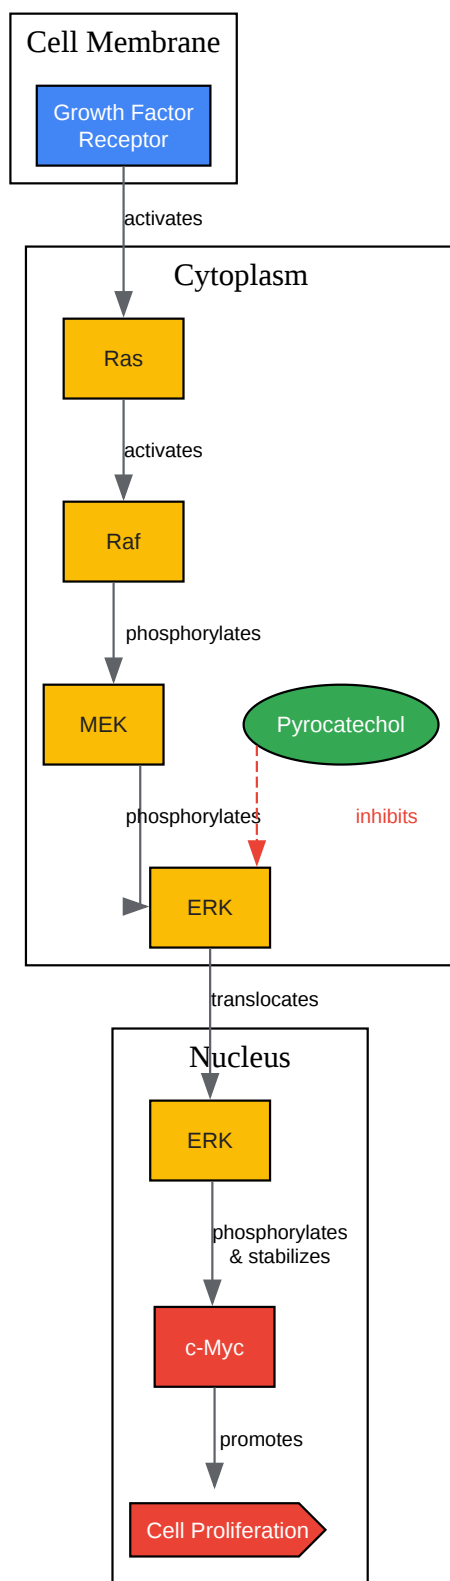 Cell Membrane
Growth Factor
Receptor
activates
Cytoplasm
Ras
activates
Raf
phosphorylates
MEK
Pyrocatechol
phosphorylates
inhibits
ERK
translocates
Nucleus
ERK
phosphorylates
& stabilizes
c-Myc
promotes
Cell Proliferation